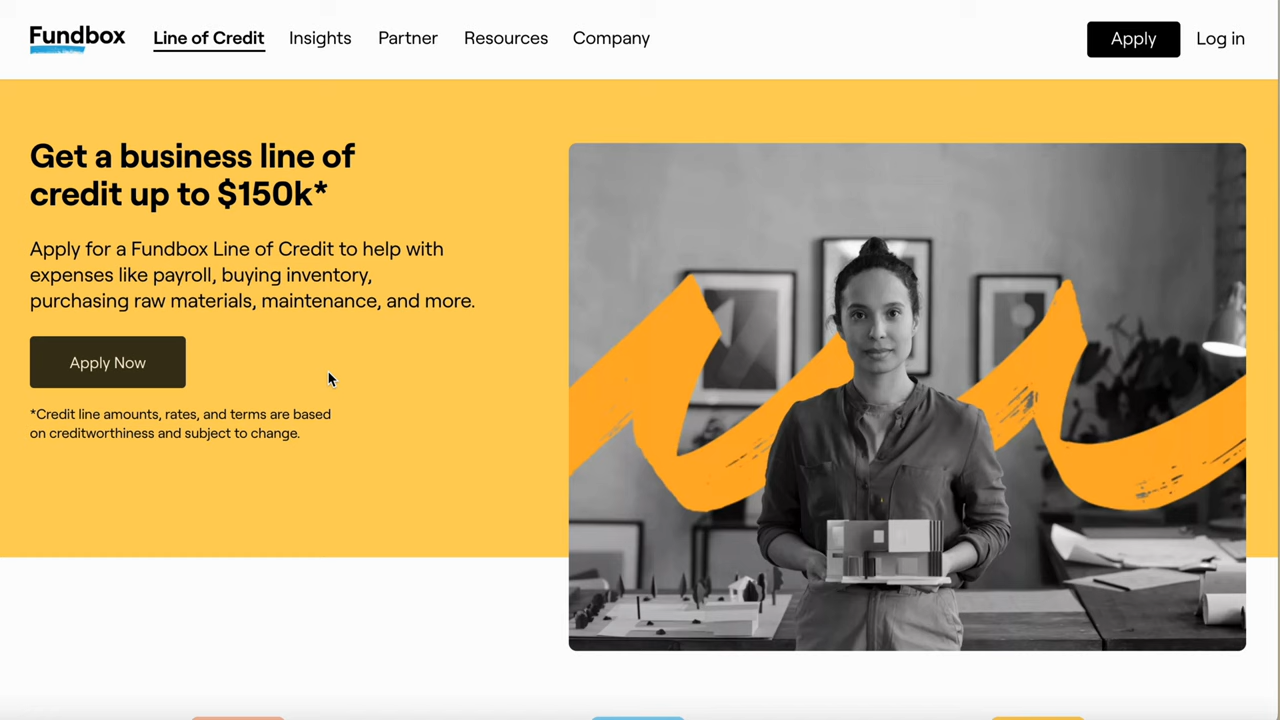 Fundbox
Line of Credit
Insights
Partner
Resources
Company
Apply
Log in
Get a business line of
credit up to $150k*
Apply for a Fundbox Line of Credit to help with
expenses like payroll, buying inventory,
purchasing raw materials, maintenance, and more.
Apply Now
*Credit line amounts, rates, and terms are based
on creditworthiness and subject to change.